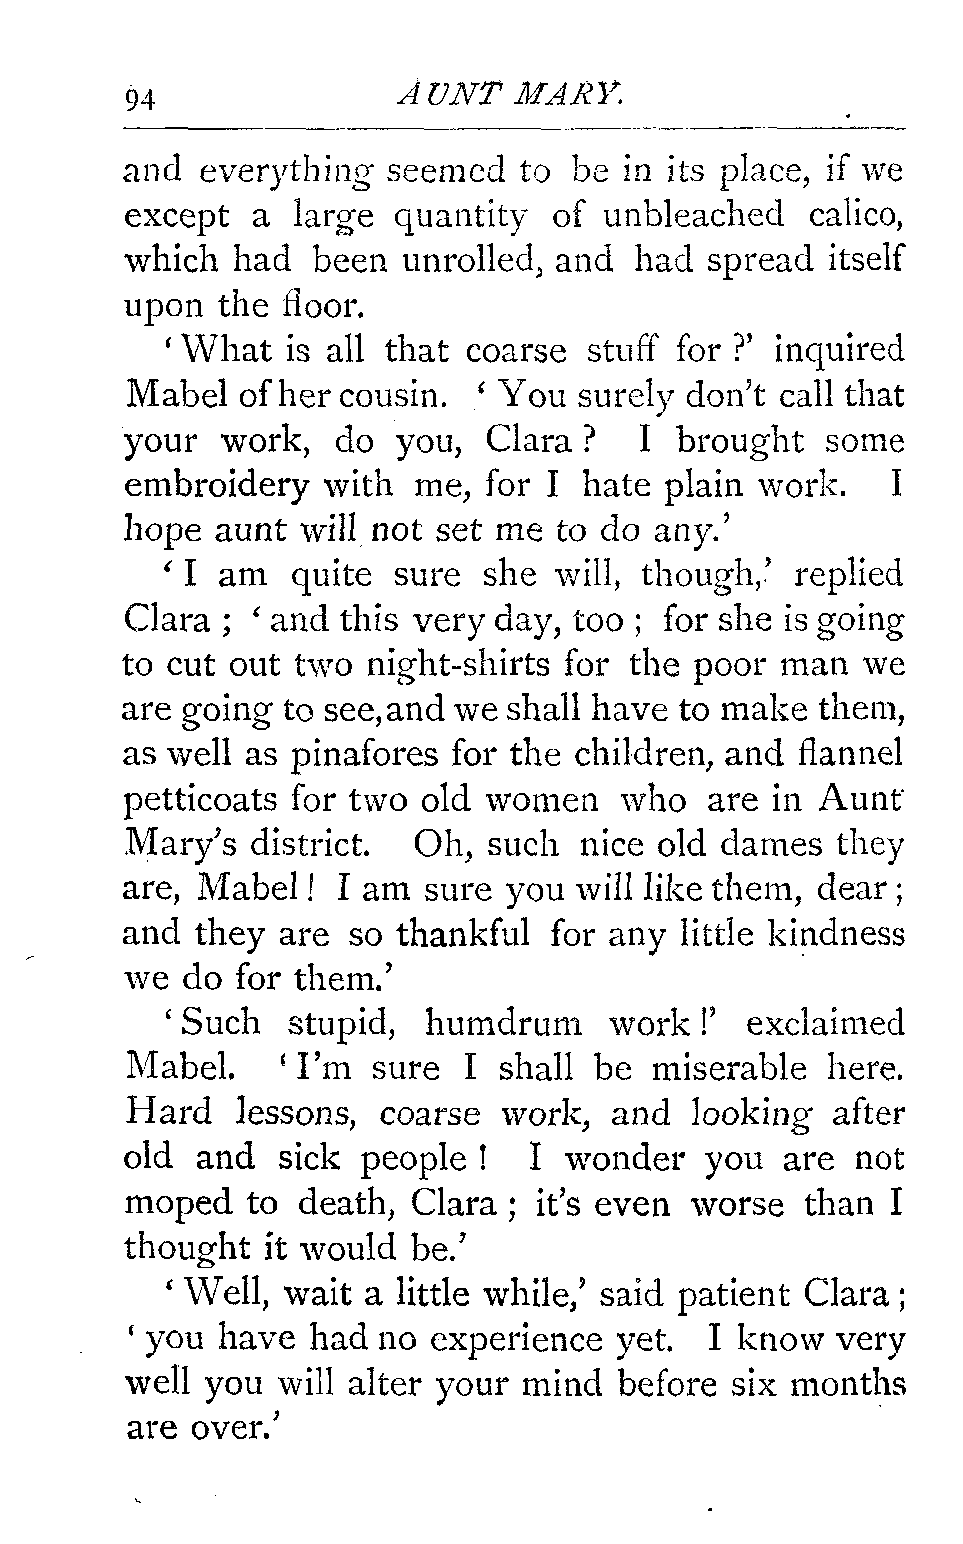 94 AUNT MARY.
and everything seemed to be in its place, if we
except a large quantity of unbleached calico,
which had been unrolled, and had spread itself
upon the floor.
‘ What is all that coarse stuff for ?’ inquired
Mabel of her cousin. ‘ You surely don’t call that
your work, do you, Clara ? I brought some
embroidery with me, for I hate plain work. I
hope aunt will not set me to do any.’
‘ I am quite sure she will, though,’ replied
Clara ; ‘ and this very day, too ; for she is going
to cut out two night-shirts for the poor man we
are going to see, and we shall have to make them,
as well as pinafores for the children, and flannel
petticoats for two old women who are in Aunt
Mary’s district. Oh, such nice old dames they
are, Mabel ! I am sure you will like them, dear ;
and they are so thankful for any little kindness
we do for them.’
‘ Such stupid, humdrum work !’ exclaimed
Mabel. ‘ I’m sure I shall be miserable here.
Hard lessons, coarse work, and looking after
old and sick people ! I wonder you are not
moped to death, Clara ; it’s even worse than I
thought it would be.’
‘ Well, wait a little while,’ said patient Clara ;
‘ you have had no experience yet. I know very
well you will alter your mind before six months
are over.’